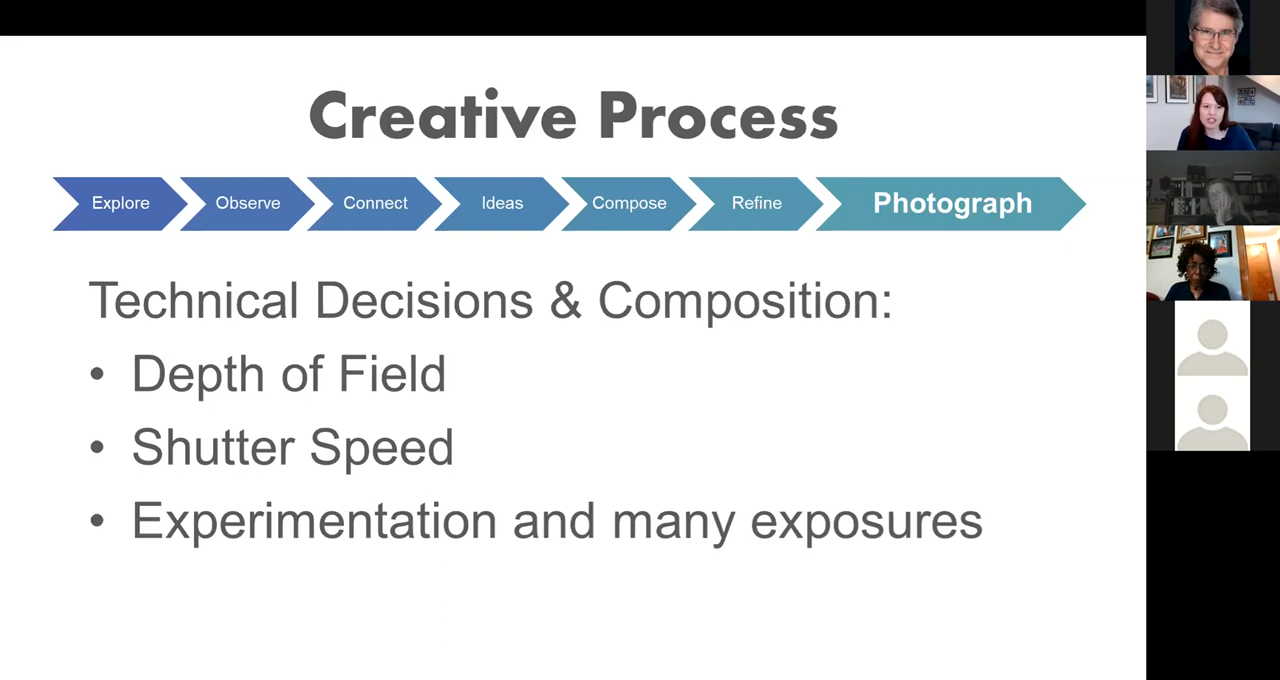 Creative Process
Explore
Observe
Connect
Ideas
Compose
Refine
Photograph
Technical Decisions & Composition:
• Depth of Field
• Shutter Speed
• Experimentation and many exposures